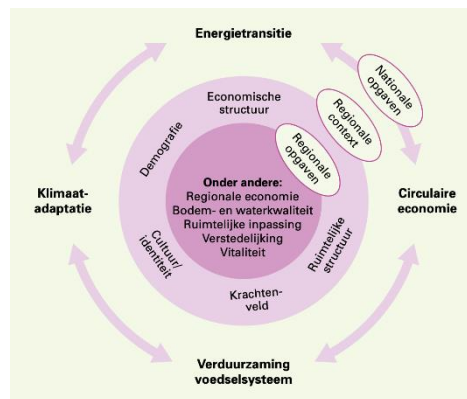 Energietransitie
Nationale
opgaven
Regionale
context
Regionale
opgaven
Economische
structuur
Demografie
Klimaat-
adaptatie
Onder andere:
Regionale economie
Bodem- en waterkwaliteit
Ruimtelijke inpassing
Verstedelijking
Vitaliteit
Circulaire
economie
Cultuur/
identiteit
Ruimtelijke
structuur
Krachten-
veld
Verduurzaming
voedselsysteem